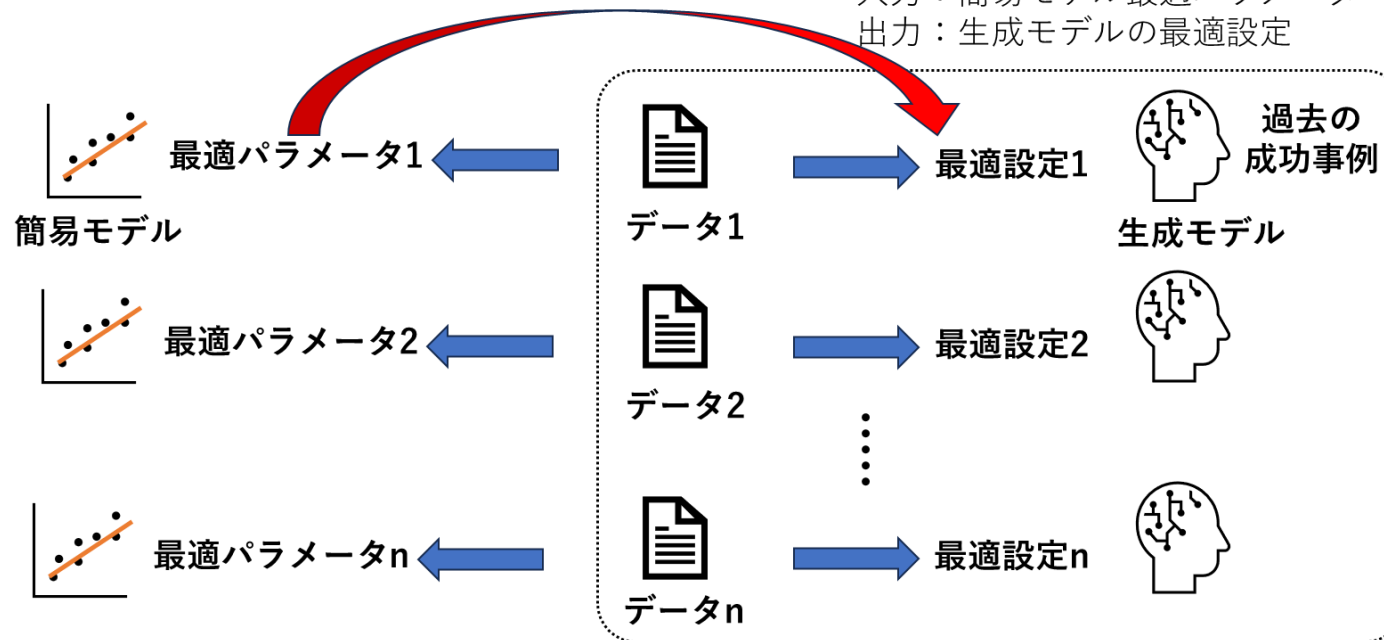 出力：生成モデルの最適設定
最適パラメータ1
最適設定1
過去の
成功事例
簡易モデル
データ1
生成モデル
最適パラメータ2
最適設定2
データ2
最適パラメータn
最適設定n
データn